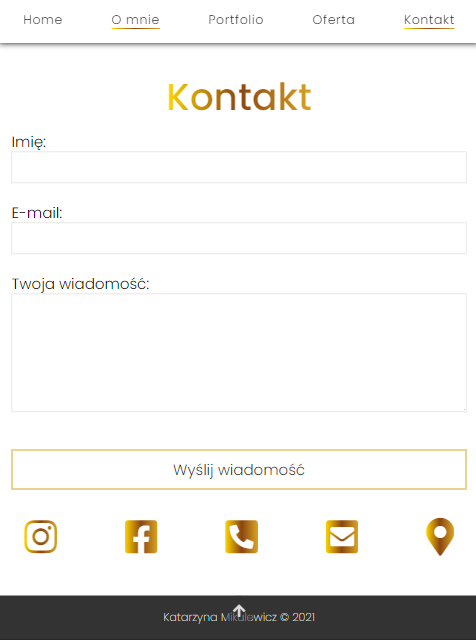 Home O mnie Portfolio Oferta Kontakt
Kontakt
Imię:
E-mail:
Twoja wiadomość:
Wyślij wiadomość
Katarzyna Mikulewicz © 2021